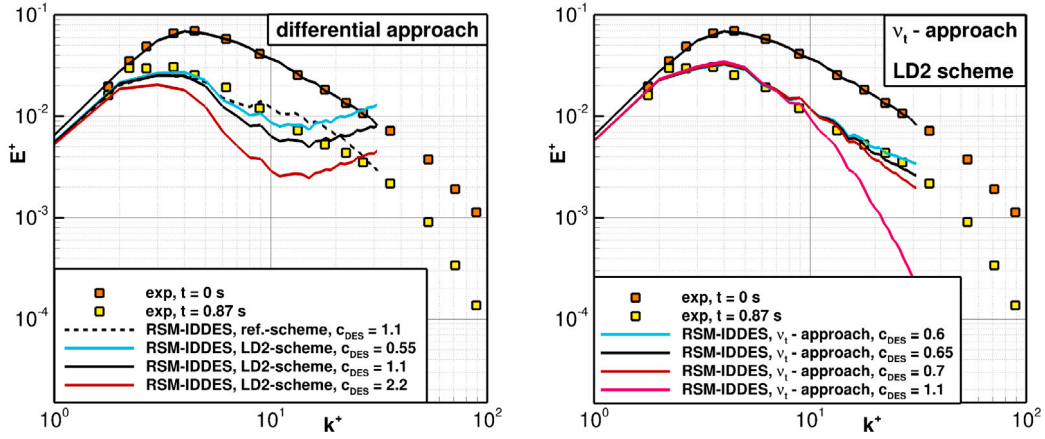 differential approach
10⁻¹
10⁻²
10⁻³
10⁻⁴
E⁺
exp, t = 0 s
exp, t = 0.87 s
RSM-IDDES, ref.-scheme, c_DES = 1.1
RSM-IDDES, LD2-scheme, c_DES = 0.55
RSM-IDDES, LD2-scheme, c_DES = 1.1
RSM-IDDES, LD2-scheme, c_DES = 2.2
10⁰
10¹
10²
k⁺
ν_t - approach
LD2 scheme
10⁻¹
10⁻²
10⁻³
10⁻⁴
E⁺
exp, t = 0 s
exp, t = 0.87 s
RSM-IDDES, ν_t - approach, c_DES = 0.6
RSM-IDDES, ν_t - approach, c_DES = 0.65
RSM-IDDES, ν_t - approach, c_DES = 0.7
RSM-IDDES, ν_t - approach, c_DES = 1.1
10⁰
10¹
10²
k⁺